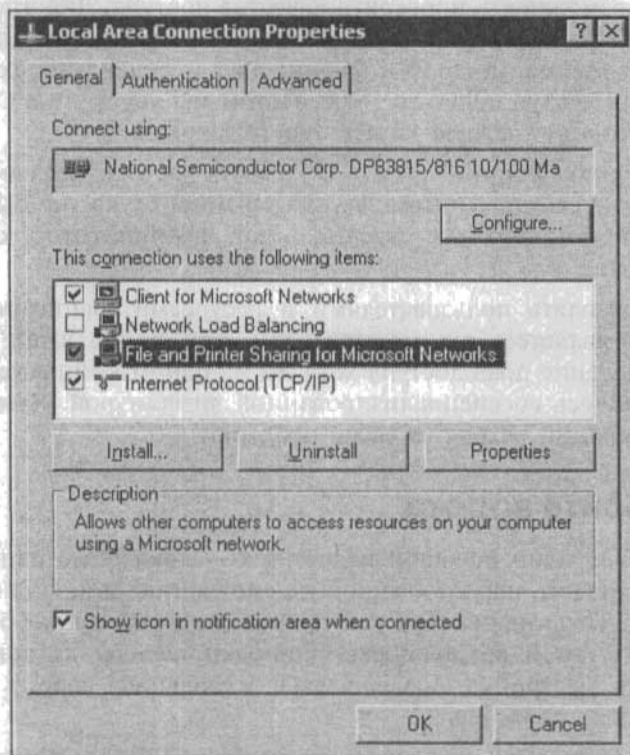 Local Area Connection Properties
General
Authentication
Advanced
Connect using:
National Semiconductor Corp. DP83815/816 10/100 Ma
Configure...
This connection uses the following items:
Client for Microsoft Networks
Network Load Balancing
File and Printer Sharing for Microsoft Networks
Internet Protocol (TCP/IP)
Install...
Uninstall
Properties
Description
Allows other computers to access resources on your computer
using a Microsoft network.
Show icon in notification area when connected
OK
Cancel